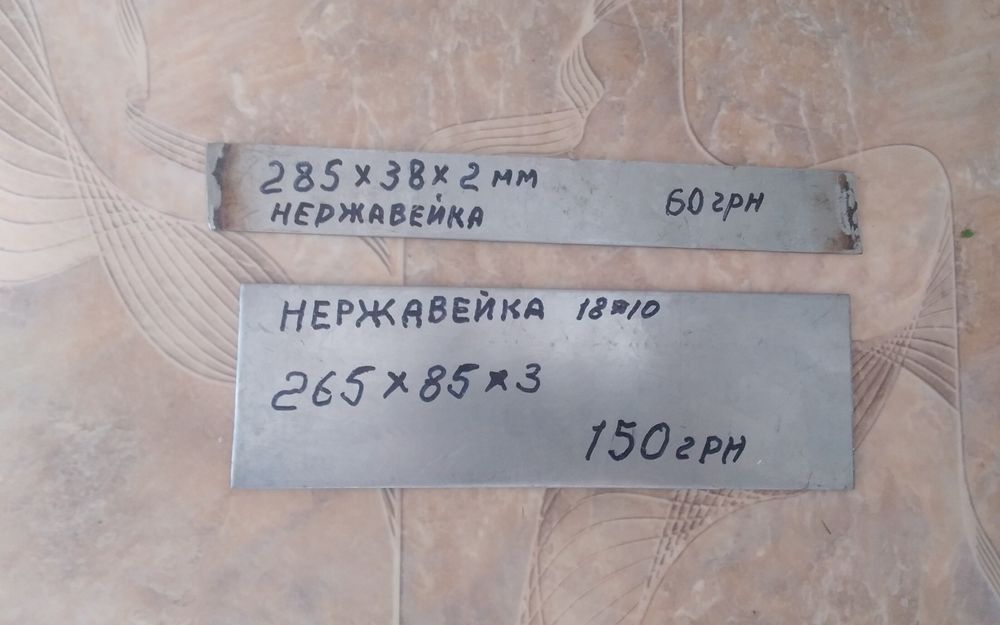 285×38×2 мм
НЕРЖАВЕЙКА
60 грн
НЕРЖАВЕЙКА 18*10
265×85×3
150 грн